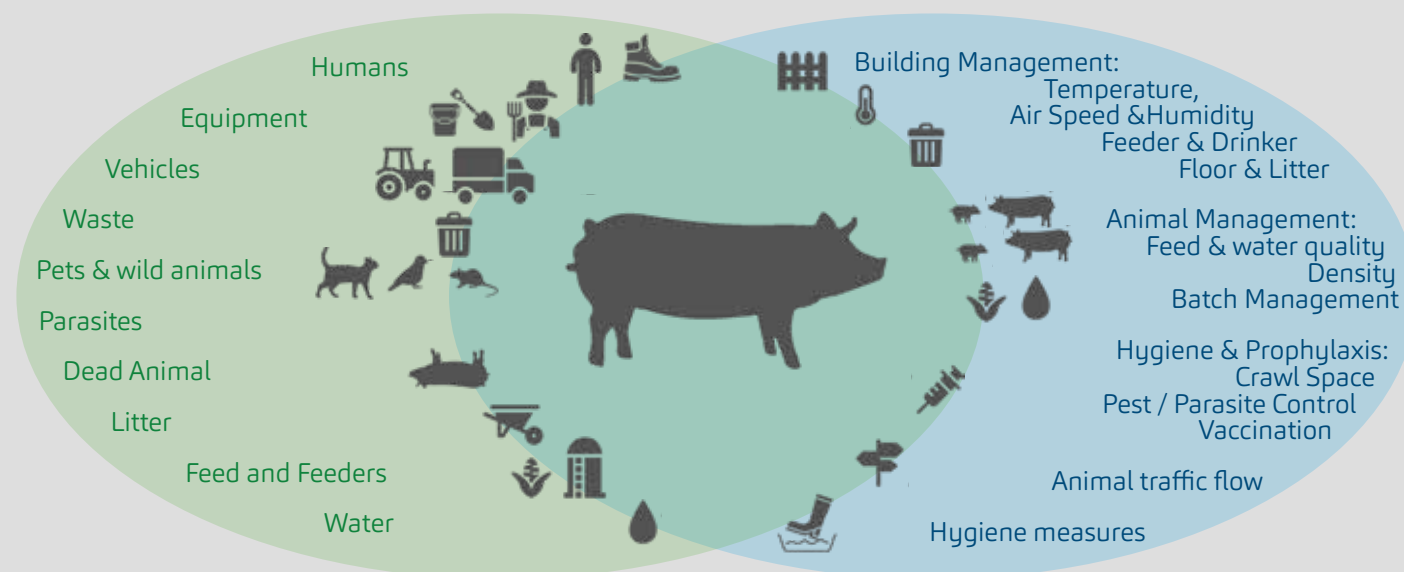 Humans
Equipment
Vehicles
Waste
Pets & wild animals
Parasites
Dead Animal
Litter
Feed and Feeders
Water
Building Management:
Temperature,
Air Speed &Humidity
Feeder & Drinker
Floor & Litter
Animal Management:
Feed & water quality
Density
Batch Management
Hygiene & Prophylaxis:
Crawl Space
Pest / Parasite Control
Vaccination
Animal traffic flow
Hygiene measures